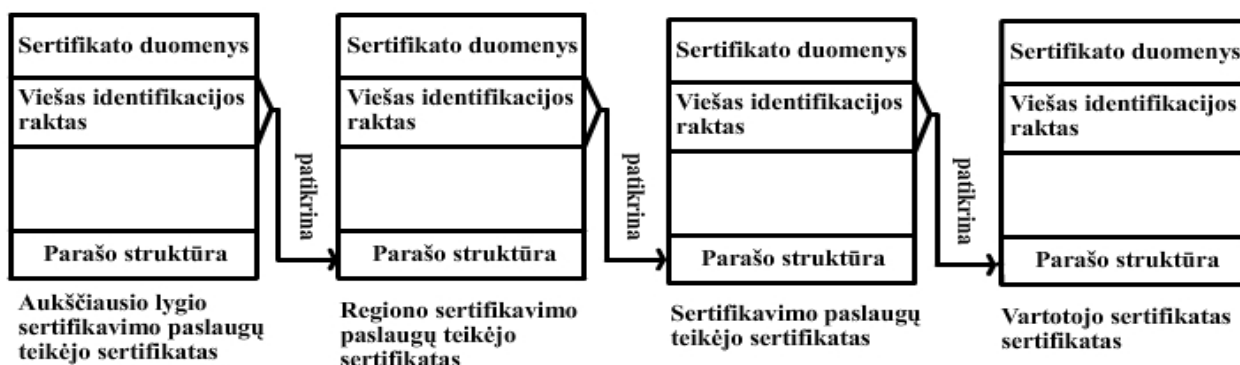 Sertifikato duomenys
Viešas identifikacijos
raktas
Parašo struktūra
Aukščiausio lygio
sertifikavimo paslaugų
teikėjo sertifikatas
patikrina
Sertifikato duomenys
Viešas identifikacijos
raktas
Parašo struktūra
Regiono sertifikavimo
paslaugų teikėjo
sertifikatas
patikrina
Sertifikato duomenys
Viešas identifikacijos
raktas
Parašo struktūra
Sertifikavimo paslaugų
teikėjo sertifikatas
patikrina
Sertifikato duomenys
Viešas identifikacijos
raktas
Parašo struktūra
Vartotojo sertifikatas
sertifikatas